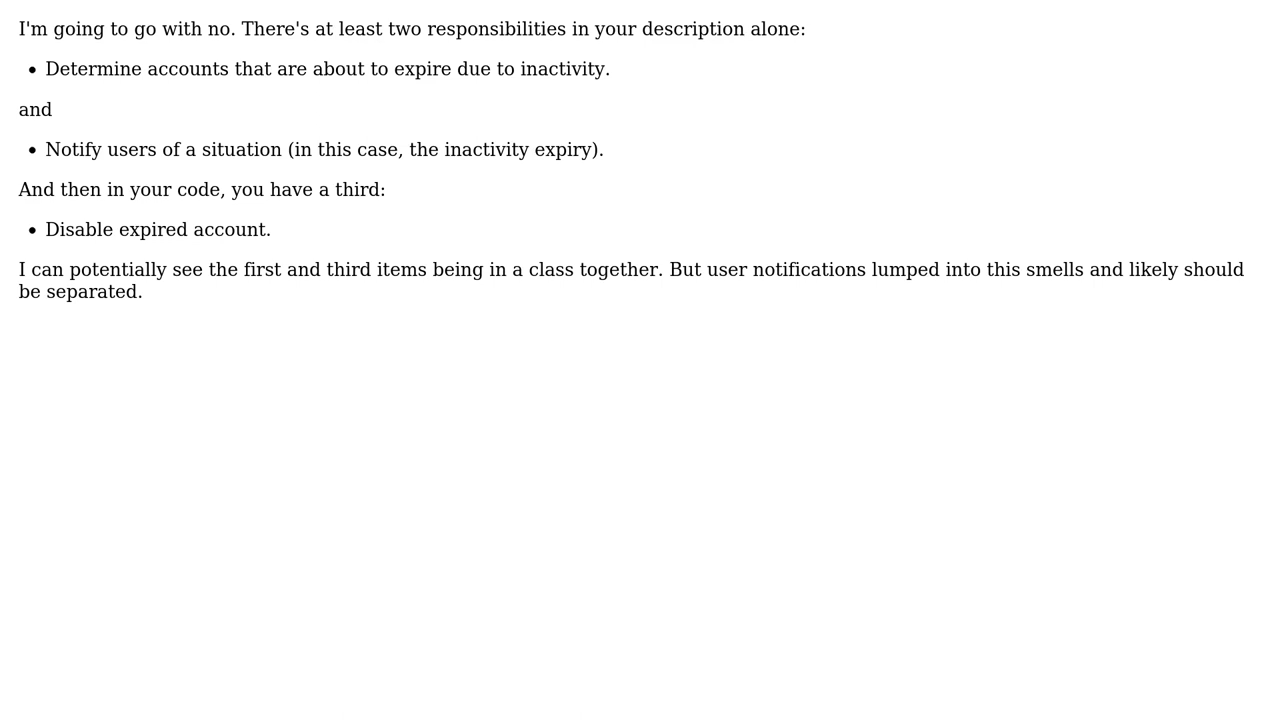 I'm going to go with no. There's at least two responsibilities in your description alone:
• Determine accounts that are about to expire due to inactivity.
and
• Notify users of a situation (in this case, the inactivity expiry).
And then in your code, you have a third:
• Disable expired account.
I can potentially see the first and third items being in a class together. But user notifications lumped into this smells and likely should
be separated.